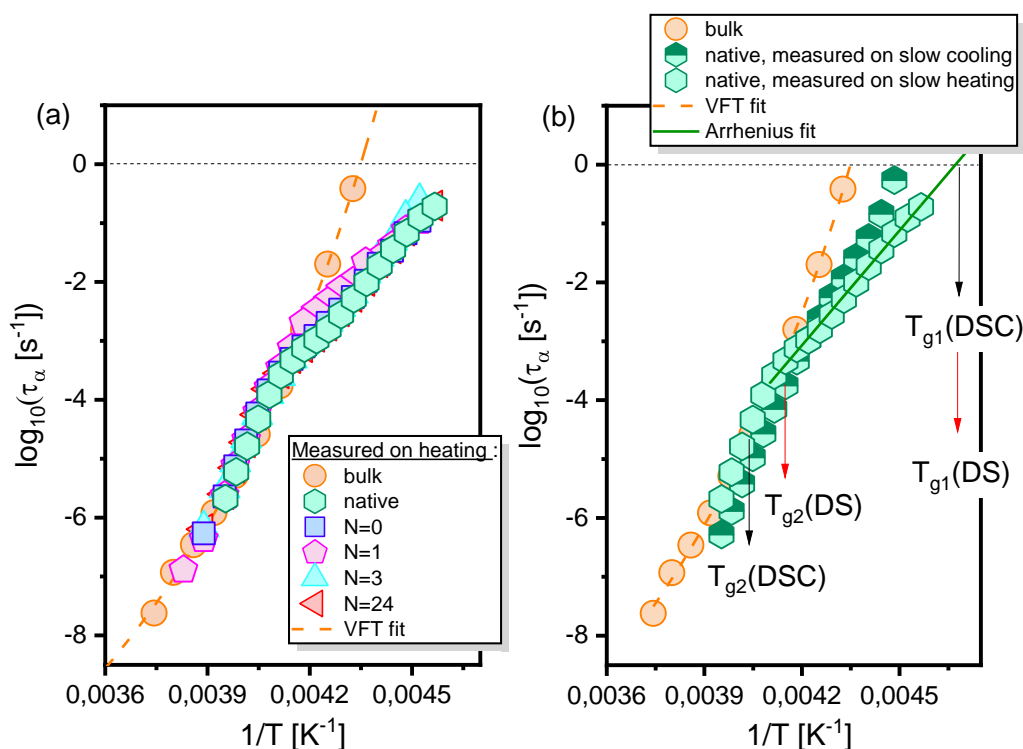 bulk
native, measured on slow cooling
native, measured on slow heating
VFT fit
Arrhenius fit
(a)
(b)
0
-2
-4
-6
-8
log10(τα [s-1])
0,0036
0,0039
0,0042
0,0045
1/T [K-1]
Measured on heating :
bulk
native
N=0
N=1
N=3
N=24
VFT fit
0
-2
-4
-6
-8
log10(τα [s-1])
Tg1(DSC)
Tg1(DS)
Tg2(DS)
Tg2(DSC)
0,0036
0,0039
0,0042
0,0045
1/T [K-1]